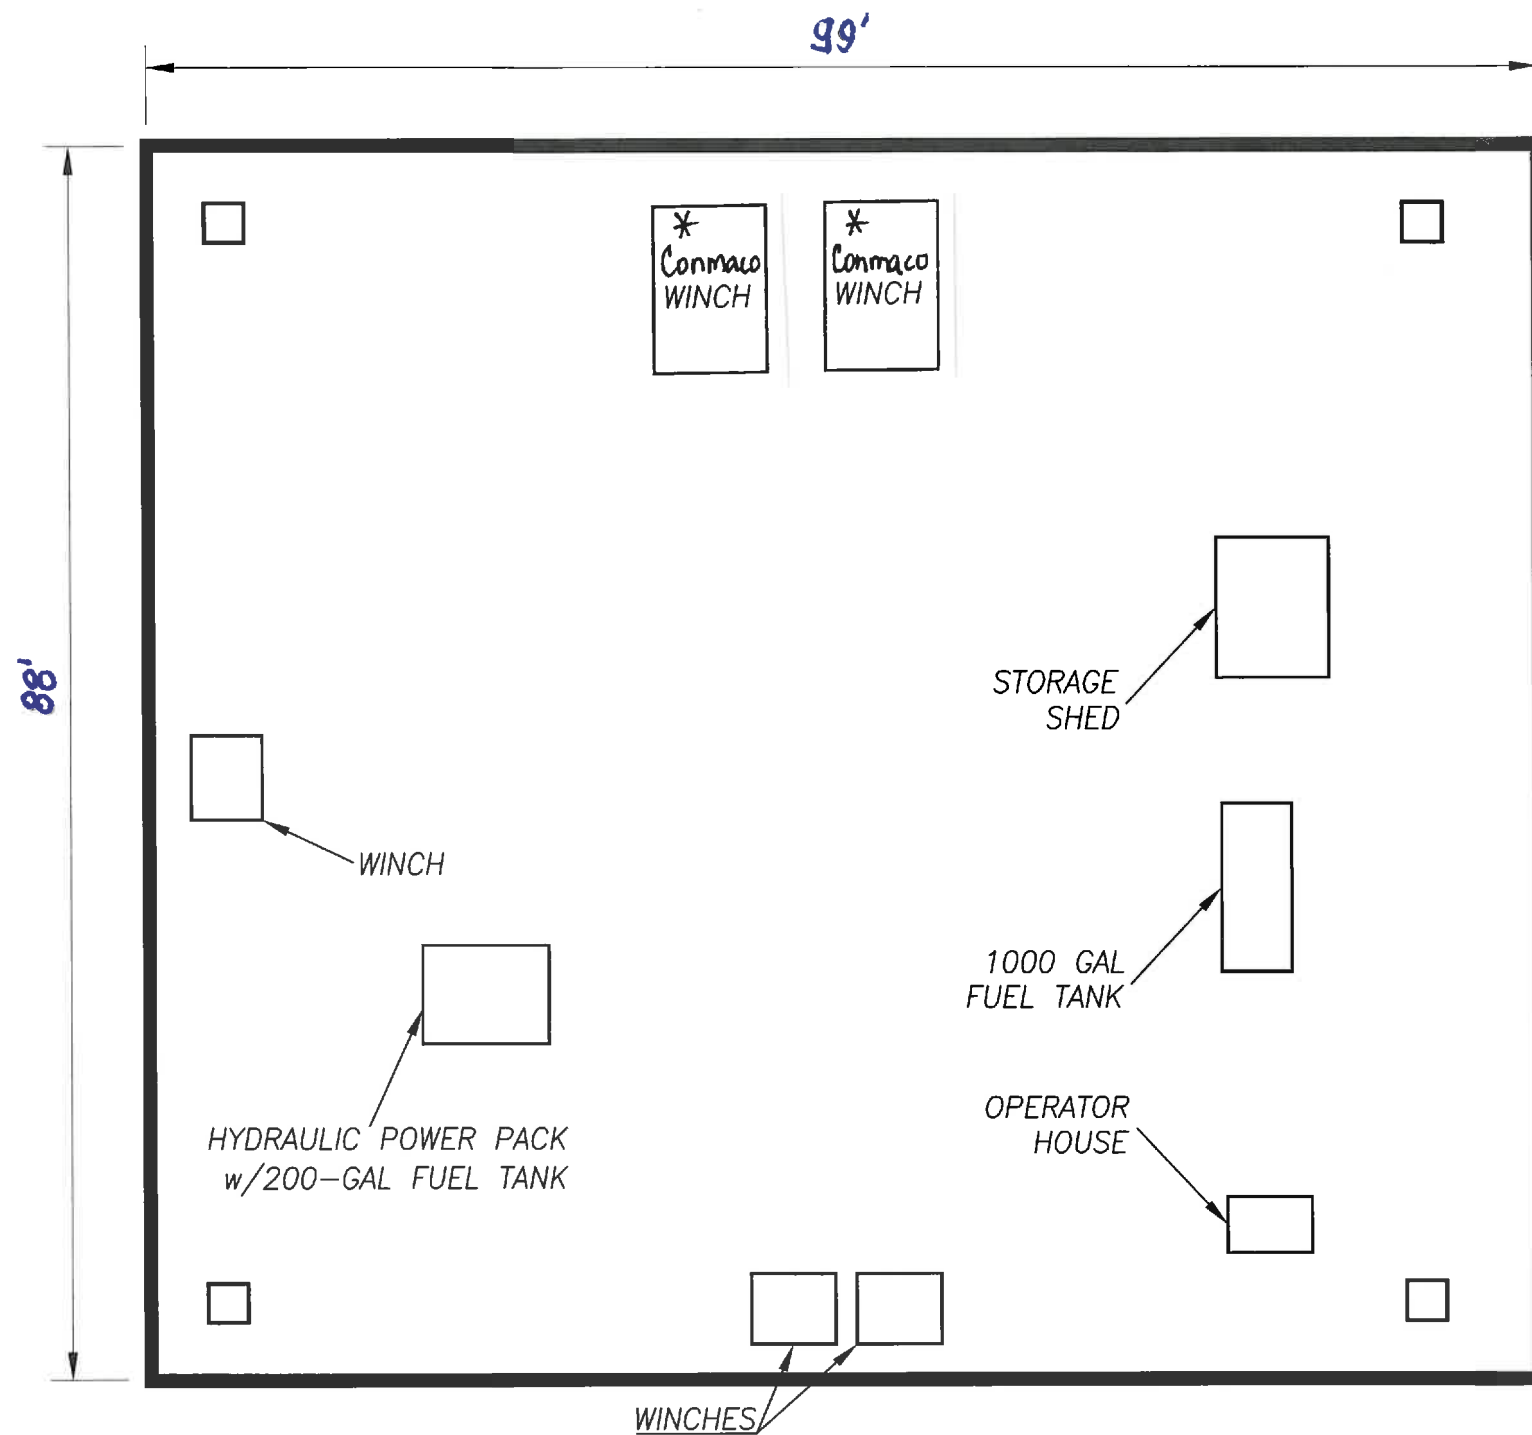 99'
*
Conmaco
WINCH
*
Conmaco
WINCH
STORAGE
SHED
88'
WINCH
1000 GAL
FUEL TANK
OPERATOR
HOUSE
HYDRAULIC POWER PACK
w/200-GAL FUEL TANK
WINCHES